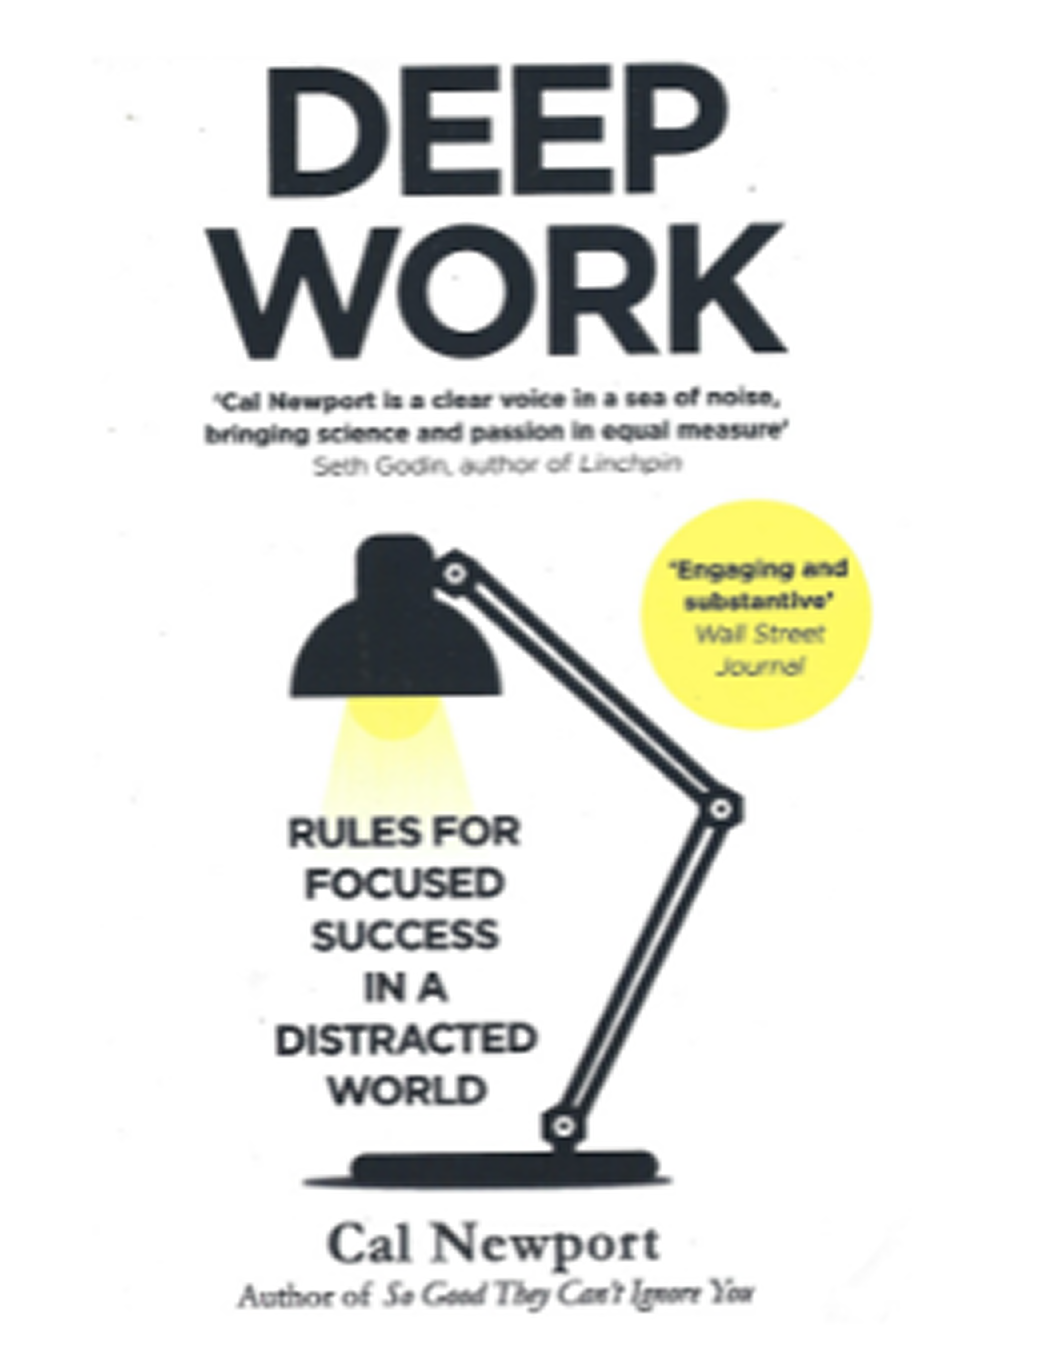 DEEP
WORK
‘Cal Newport is a clear voice in a sea of noise,
bringing science and passion in equal measure’
Seth Godin, author of Linchpin
‘Engaging and
substantive’
Wall Street
Journal
RULES FOR
FOCUSED
SUCCESS
IN A
DISTRACTED
WORLD
Cal Newport
Author of So Good They Can't Ignore You